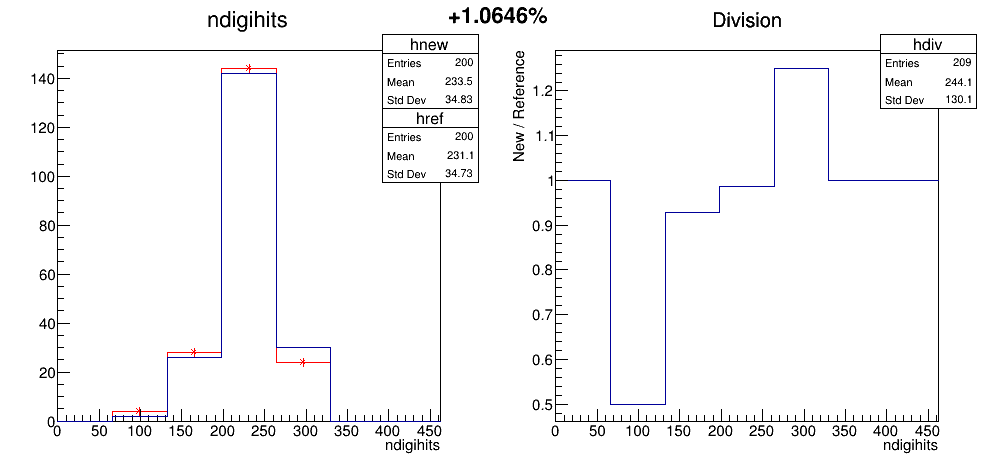 +1.0646%
ndigihits
hnew
Entries 200
Mean 233.5
Std Dev 34.83
href
Entries 200
Mean 231.1
Std Dev 34.73
140
120
100
80
60
40
20
0
0 50 100 150 200 250 300 350 400 450
ndigihits
Division
hdiv
Entries 209
Mean 244.1
Std Dev 130.1
New / Reference
1.2
1.1
1
0.9
0.8
0.7
0.6
0.5
0 50 100 150 200 250 300 350 400 450
ndigihits